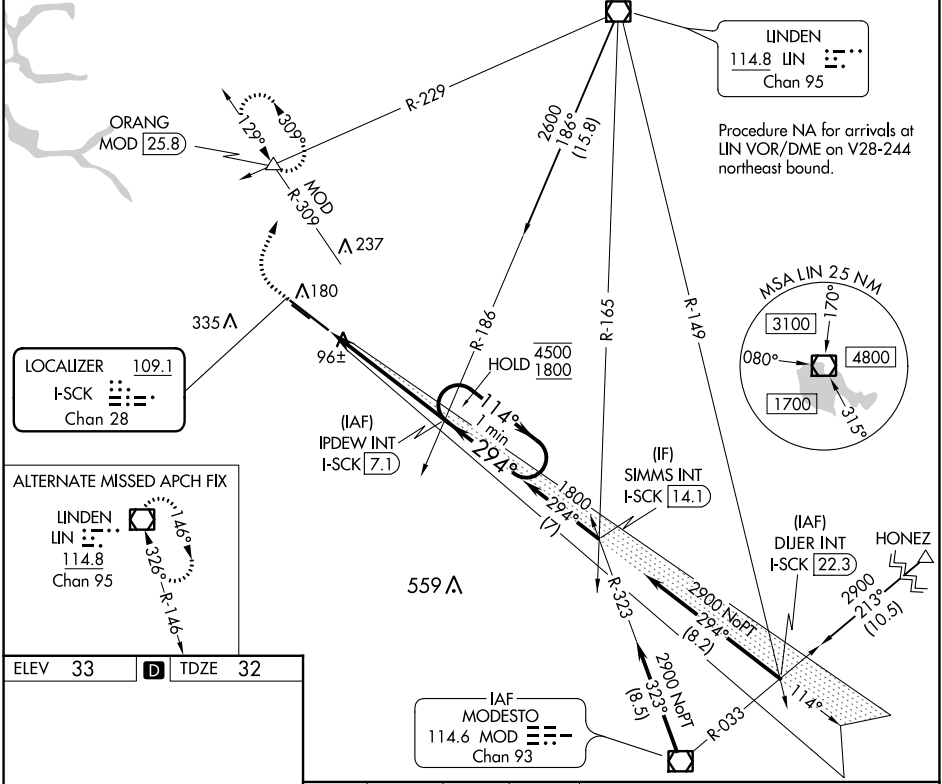 LINDEN
114.8 LIN
Chan 95
Procedure NA for arrivals at
LIN VOR/DME on V28-244
northeast bound.
R-229
2600
186°
(15.8)
ORANG
MOD 25.8
129°
309°
MOD
R-309
237
180
335
96±
LOCALIZER 109.1
I-SCK
Chan 28
R-186
R-165
R-149
HOLD 4500
1800
114°
1 min
294°
(IAF)
IPDEW INT
I-SCK 7.1
MSA LIN 25 NM
3100
170°
080°
4800
1700
315°
(IF)
SIMMS INT
I-SCK 14.1
1800
294°
(7)
ALTERNATE MISSED APCH FIX
LINDEN
LIN
114.8
Chan 95
146°
326°
R-146
559
(IAF)
DIJER INT
I-SCK 22.3
HONEZ
2900
213°
(10.5)
R-323
2900 NoPT
294°
(8.2)
2900 NoPT
323°
(8.5)
R-033
114°
ELEV 33 D TDZE 32
IAF
MODESTO
114.6 MOD
Chan 93